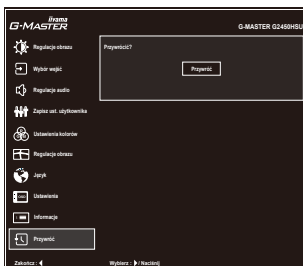 iiyama
G-MASTER
G-MASTER G2450HSU
Regulacje obrazu
Przywrócić?
Przywróć
Wybór wejść
Regulacje audio
Zapisz ust. użytkownika
Ustawienia kolorów
Regulacje obrazu
Język
OSD
Ustawienia
Informacje
Przywróć
Zakończ :
Wybierz : / Naciśnij